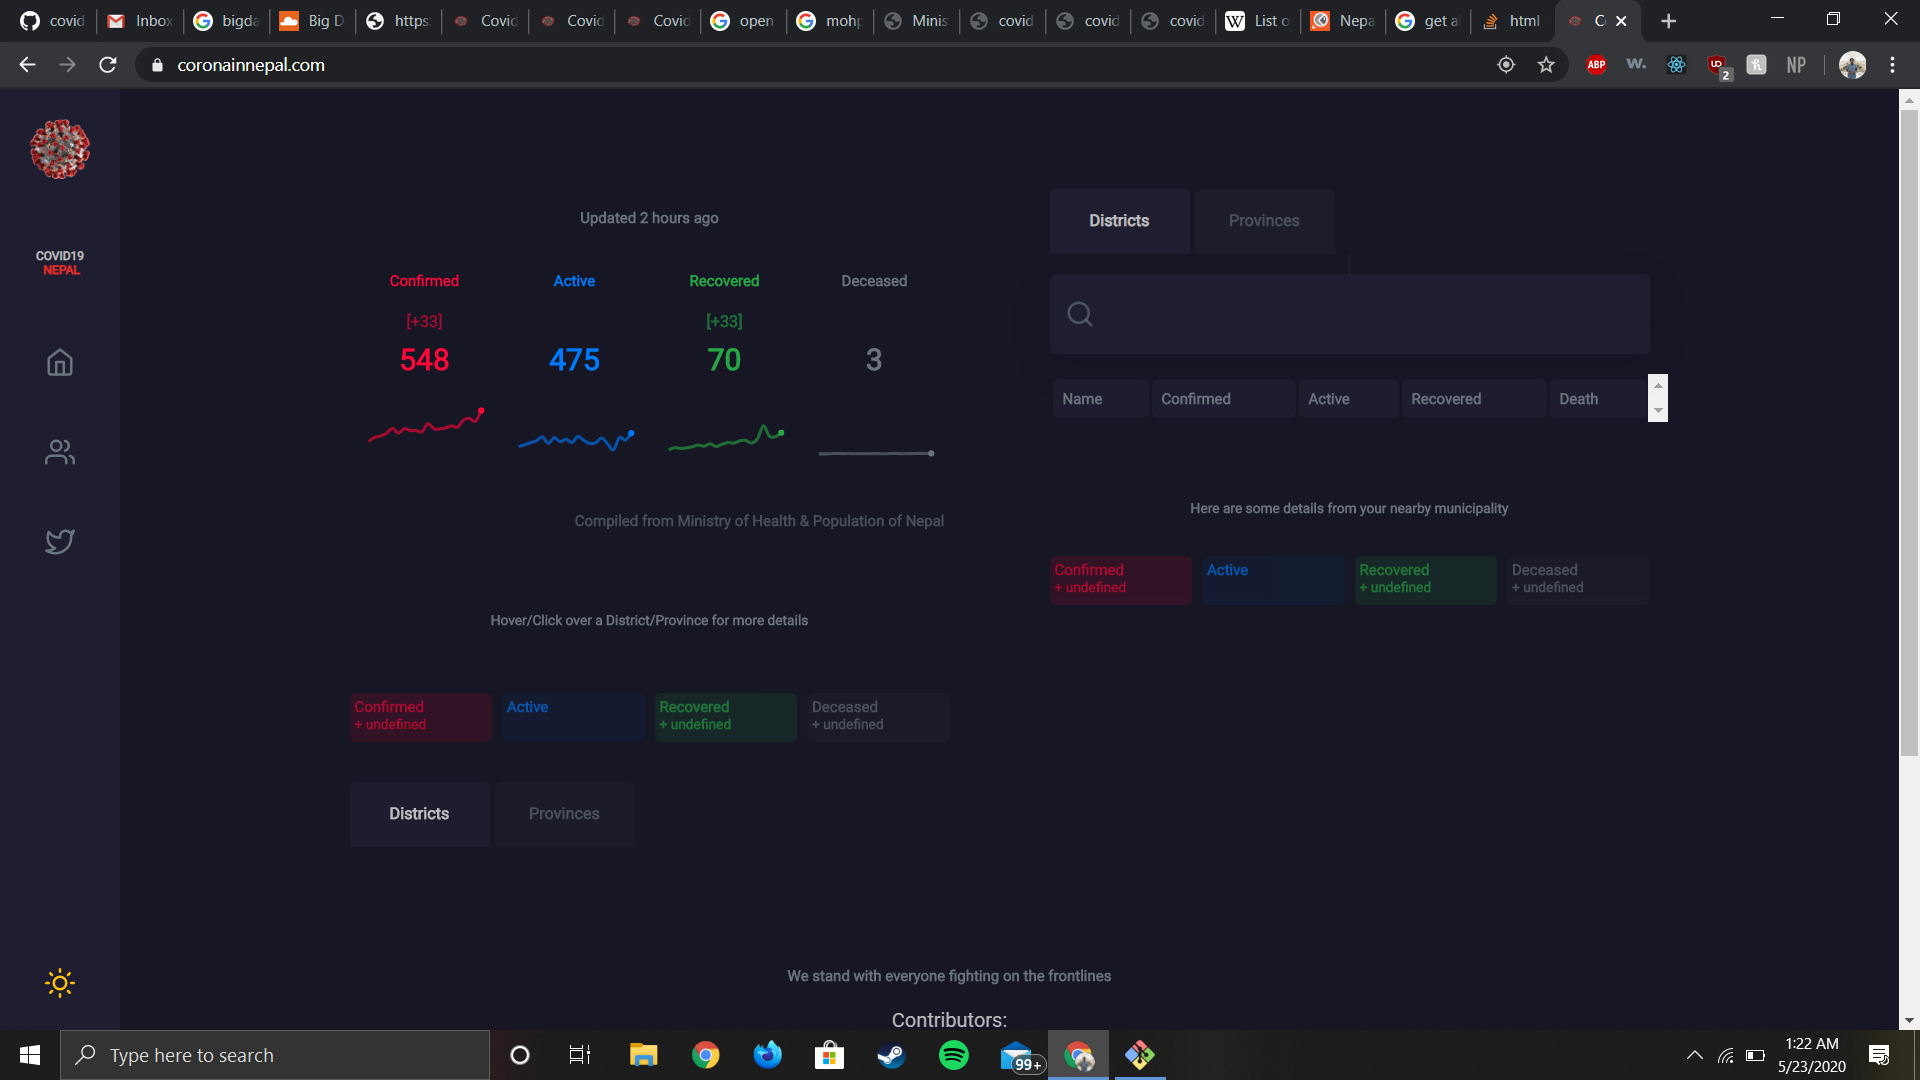 covid
Inbox
bigda
Big D
https:
Covid
Covid
Covid
open
mohp
Minis
covid
covid
covid
List o
Nepa
get al
html
C
coronainnepal.com
ABP
w.
2
NP
COVID19
NEPAL
Updated 2 hours ago
Confirmed
Active
Recovered
Deceased
[+33]
[+33]
548
475
70
3
Compiled from Ministry of Health & Population of Nepal
Hover/Click over a District/Province for more details
Confirmed
+ undefined
Active
Recovered
+ undefined
Deceased
+ undefined
Districts
Provinces
Districts
Provinces
Name
Confirmed
Active
Recovered
Death
Here are some details from your nearby municipality
Confirmed
+ undefined
Active
Recovered
+ undefined
Deceased
+ undefined
We stand with everyone fighting on the frontlines
Contributors:
Type here to search
99+
1:22 AM
5/23/2020